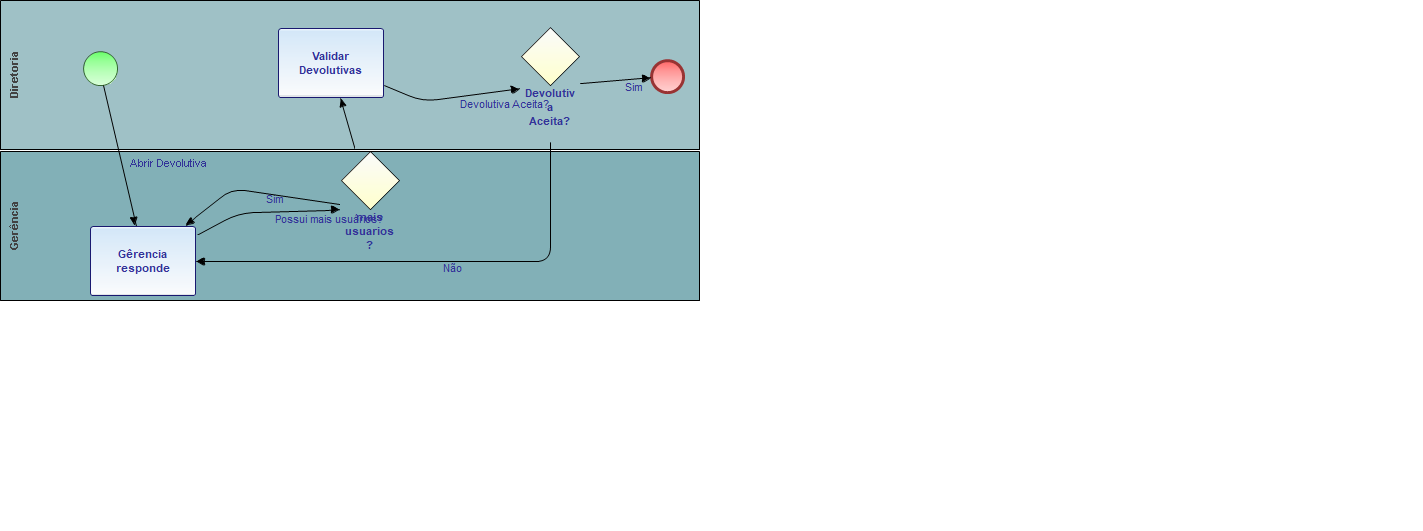 Diretoria
Validar
Devolutivas
Devolutiva Aceita?
Devolutiv
a
Aceita?
Sim
Gerência
Abrir Devolutiva
Sim
Possui mais usuarios?
mais
usuarios
?
Gêrencia
responde
Não